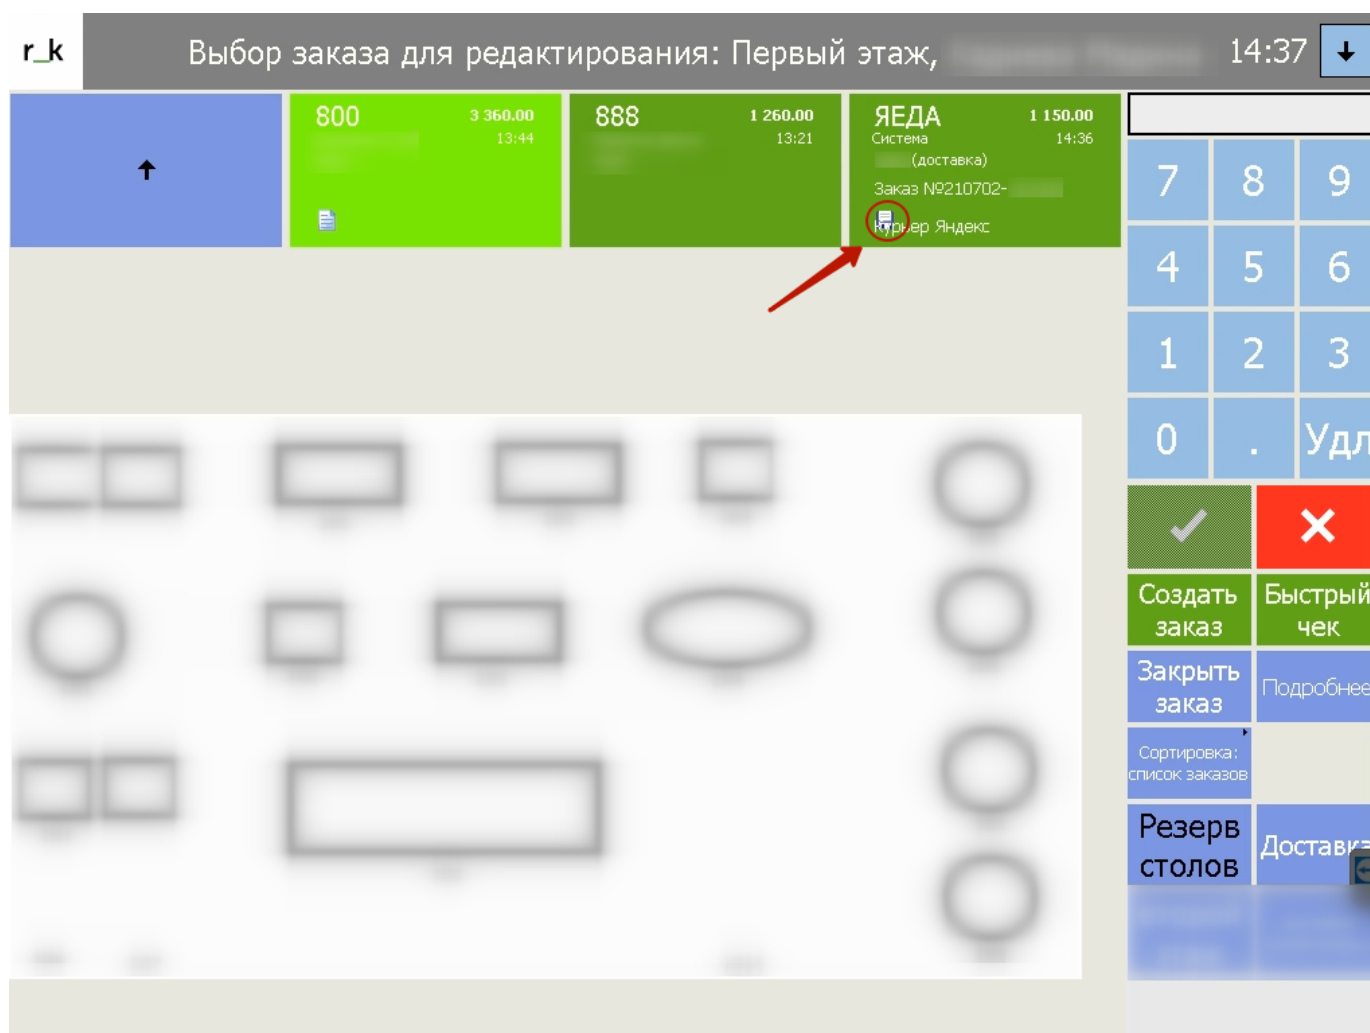 r_k
Выбор заказа для редактирования: Первый этаж,
14:37
800
3 360.00
13:44
888
1 260.00
13:21
ЯЕДА
1 150.00
Система
14:36
(доставка)
Заказ №210702-
Курьер Яндекс
7 8 9
4 5 6
1 2 3
0 . Удл
Создать
заказ
Быстрый
чек
Закрыть
заказ
Подробнее
Сортировка:
список заказов
Резерв
столов
Доставка